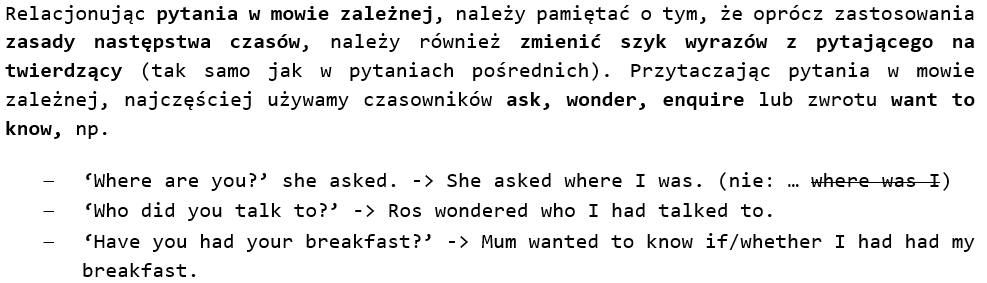 Relacjonując pytania w mowie zależnej, należy pamiętać o tym, że oprócz zastosowania
zasady następstwa czasów, należy również zmienić szyk wyrazów z pytającego na
twierdzący (tak samo jak w pytaniach pośrednich). Przytaczając pytania w mowie
zależnej, najczęściej używamy czasowników ask, wonder, enquire lub zwrotu want to
know, np.
– ‘Where are you?’ she asked. -> She asked where I was. (nie: … where was I)
– ‘Who did you talk to?’ -> Ros wondered who I had talked to.
– ‘Have you had your breakfast?’ -> Mum wanted to know if/whether I had had my
breakfast.